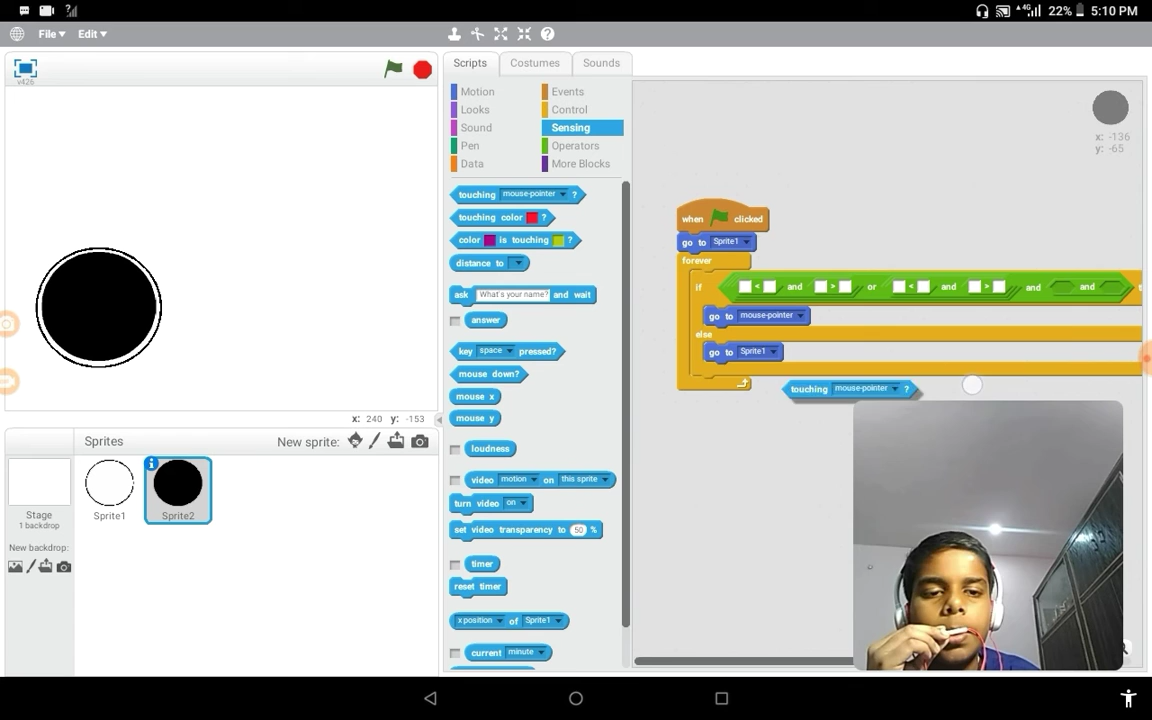 4G 22% 5:10 PM
File Edit
v426
Scripts Costumes Sounds
Motion Events
Looks Control
Sound Sensing
Pen Operators
Data More Blocks
touching mouse-pointer ?
touching color ?
color is touching ?
distance to
ask What's your name? and wait
answer
key space pressed?
mouse down?
mouse x
mouse y
loudness
video motion on this sprite
turn video on
set video transparency to 50 %
timer
reset timer
x position of Sprite1
current minute
x: -136
y: -65
when clicked
go to Sprite1
forever
if < and > or < and > and and t
go to mouse-pointer
else
go to Sprite1
touching mouse-pointer ?
x: 240 y: -153
Sprites New sprite:
Stage
1 backdrop
New backdrop:
Sprite1
Sprite2